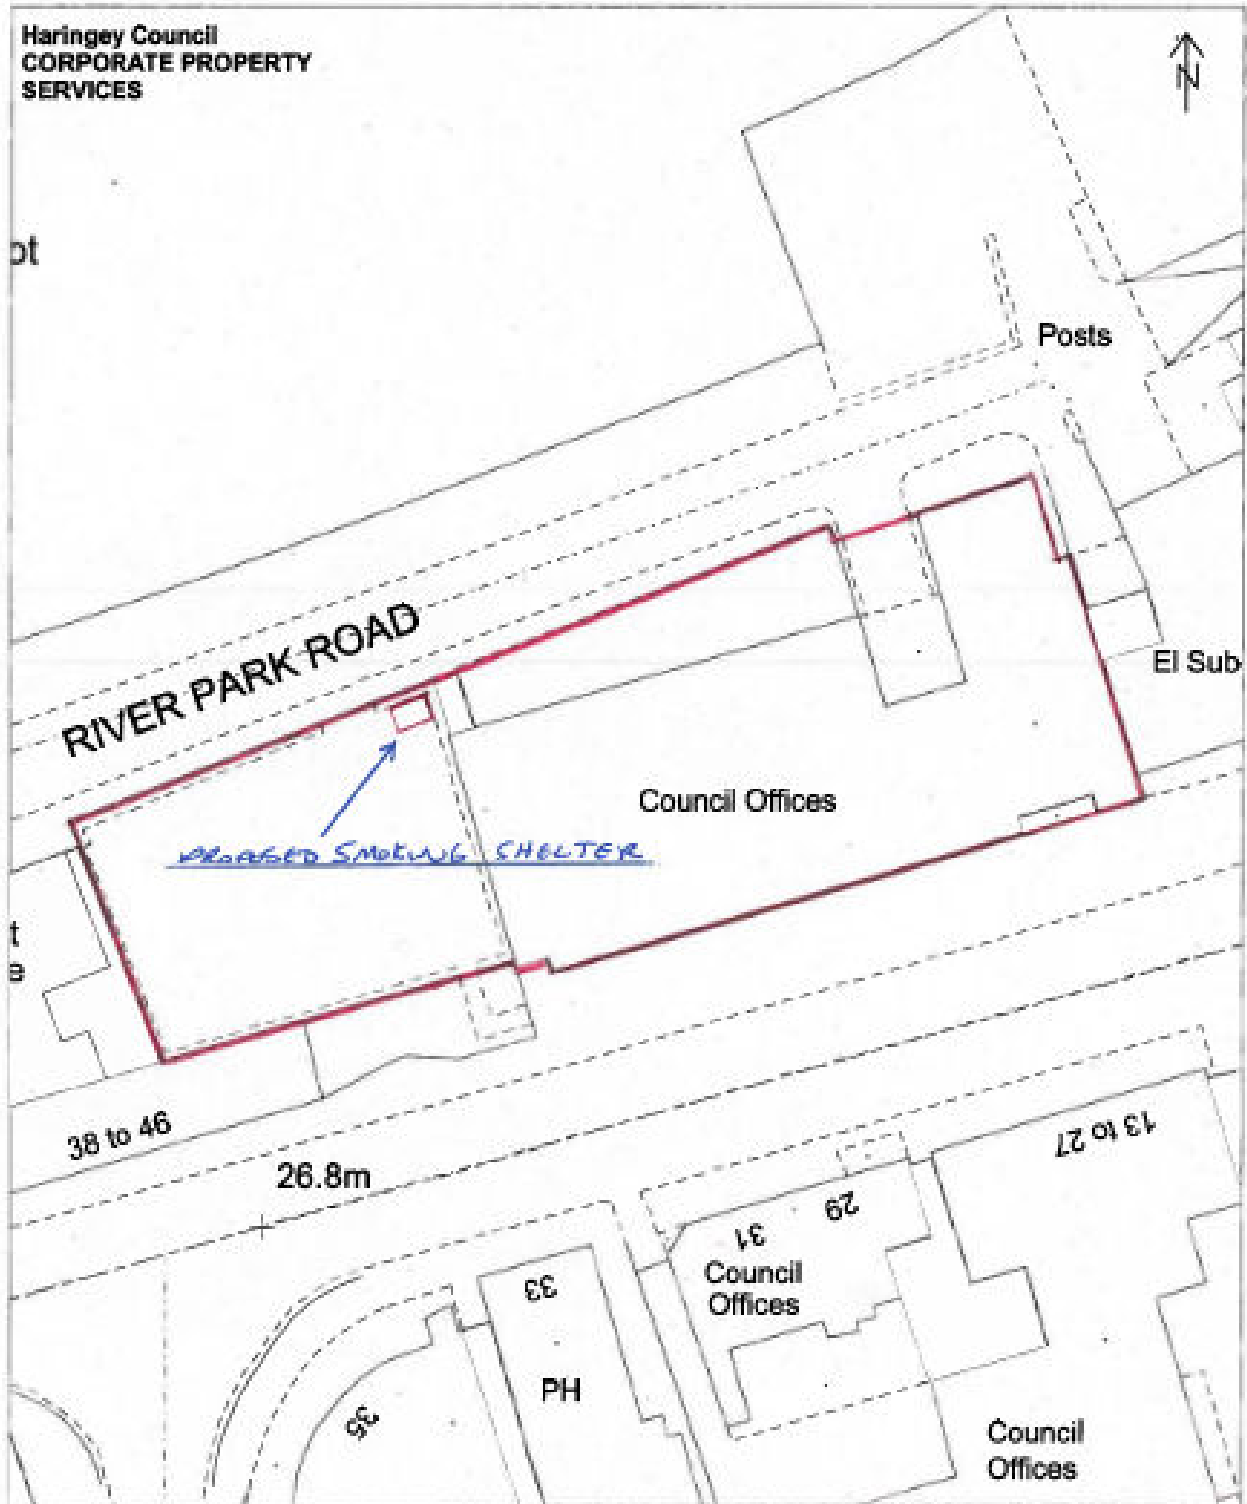 Haringey Council
CORPORATE PROPERTY
SERVICES
N
ot
Posts
RIVER PARK ROAD
El Sub
Council Offices
PROPOSED SMOKING SHELTER
t
e
38 to 46
26.8m
13 to 27
29
31
Council
Offices
33
PH
35
Council
Offices